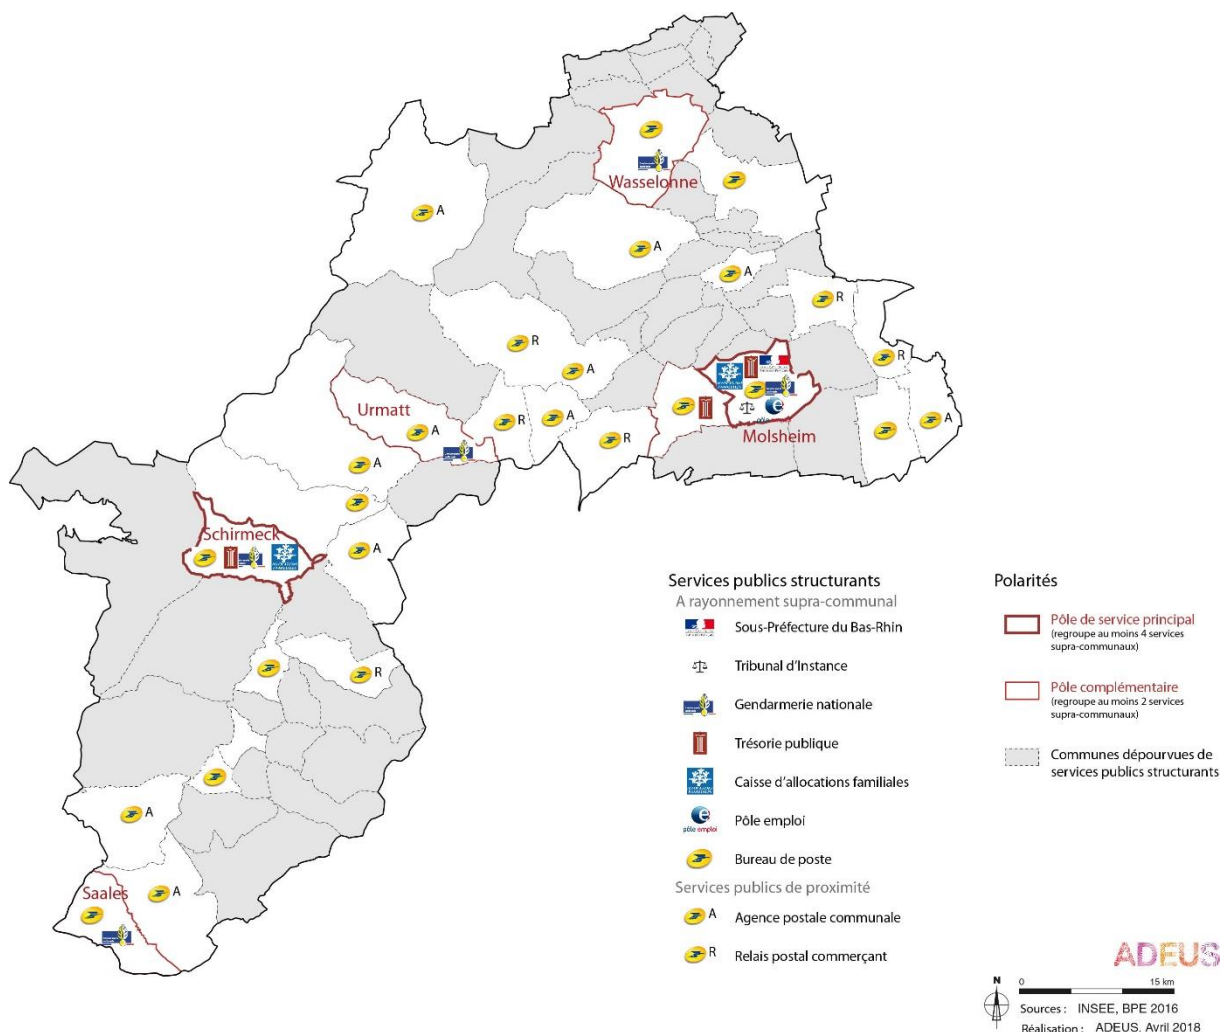 Wasselonne
A
A
A
R
R
R
A
Urmatt
A
R
A
R
Molsheim
A
A
Schirmeck
A
R
A
Saales
A
Services publics structurants
A rayonnement supra-communal
Sous-Préfecture du Bas-Rhin
Tribunal d'Instance
Gendarmerie nationale
Trésorie publique
Caisse d'allocations familiales
pôle emploi
Pôle emploi
Bureau de poste
Services publics de proximité
A Agence postale communale
R Relais postal commerçant
Polarités
Pôle de service principal
(regroupe au moins 4 services
supra-communaux)
Pôle complémentaire
(regroupe au moins 2 services
supra-communaux)
Communes dépourvues de
services publics structurants
ADEUS
N
0 15 km
Sources : INSEE, BPE 2016
Réalisation : ADEUS, Avril 2018